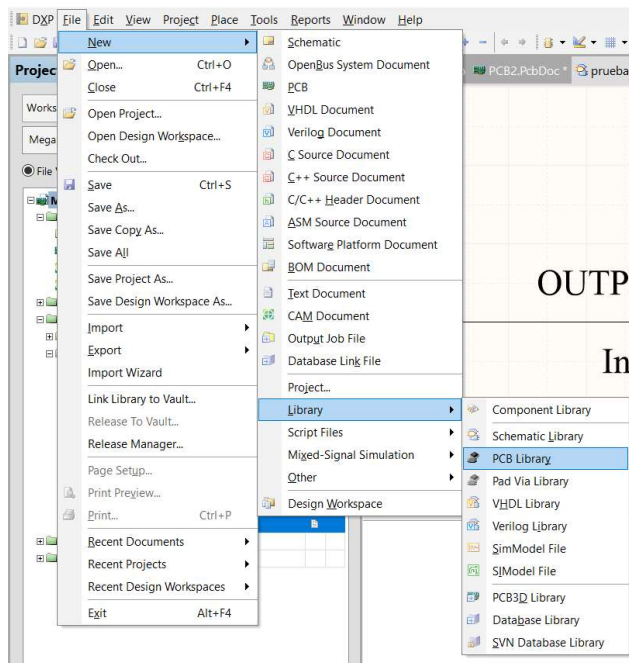 DXP File Edit View Project Place Tools Reports Window Help
New
Open... Ctrl+O
Close Ctrl+F4
Open Project...
Open Design Workspace...
Check Out...
Save Ctrl+S
Save As...
Save Copy As...
Save All
Save Project As...
Save Design Workspace As...
Import
Export
Import Wizard
Link Library to Vault...
Release To Vault...
Release Manager...
Page Setup...
Print Preview...
Print... Ctrl+P
Recent Documents
Recent Projects
Recent Design Workspaces
Exit Alt+F4
Schematic
OpenBus System Document
PCB
VHDL Document
Verilog Document
C Source Document
C++ Source Document
C/C++ Header Document
ASM Source Document
Software Platform Document
BOM Document
Text Document
CAM Document
Output Job File
Database Link File
Project...
Library
Script Files
Mixed-Signal Simulation
Other
Design Workspace
Component Library
Schematic Library
PCB Library
Pad Via Library
VHDL Library
Verilog Library
SimModel File
SIModel File
PCB3D Library
Database Library
SVN Database Library
Projec
Works
Mega
File
M
PCB2.PcbDoc * prueba
OUTP
In